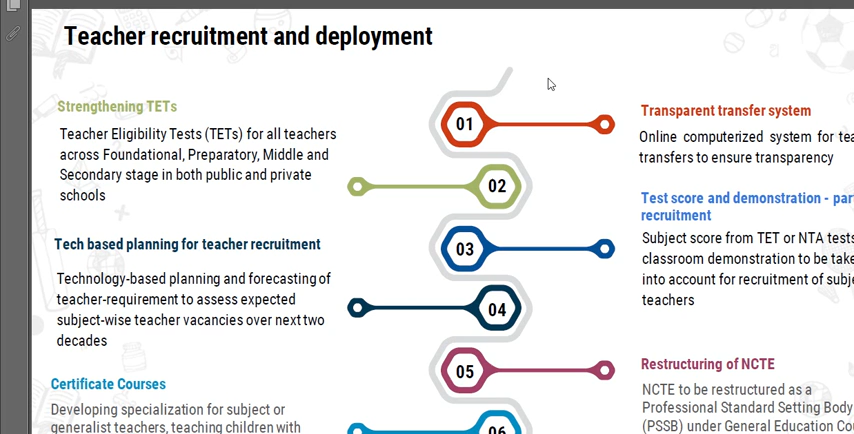 Teacher recruitment and deployment
Strengthening TETs
Teacher Eligibility Tests (TETs) for all teachers
across Foundational, Preparatory, Middle and
Secondary stage in both public and private
schools
Tech based planning for teacher recruitment
Technology-based planning and forecasting of
teacher-requirement to assess expected
subject-wise teacher vacancies over next two
decades
Certificate Courses
Developing specialization for subject or
generalist teachers, teaching children with
01
02
03
04
05
06
Transparent transfer system
Online computerized system for
transfers to ensure transparency
Test score and demonstration -
recruitment
Subject score from TET or NTA tests
classroom demonstration to be
into account for recruitment of
teachers
Restructuring of NCTE
NCTE to be restructured as a
Professional Standard Setting Body
(PSSB) under General Education